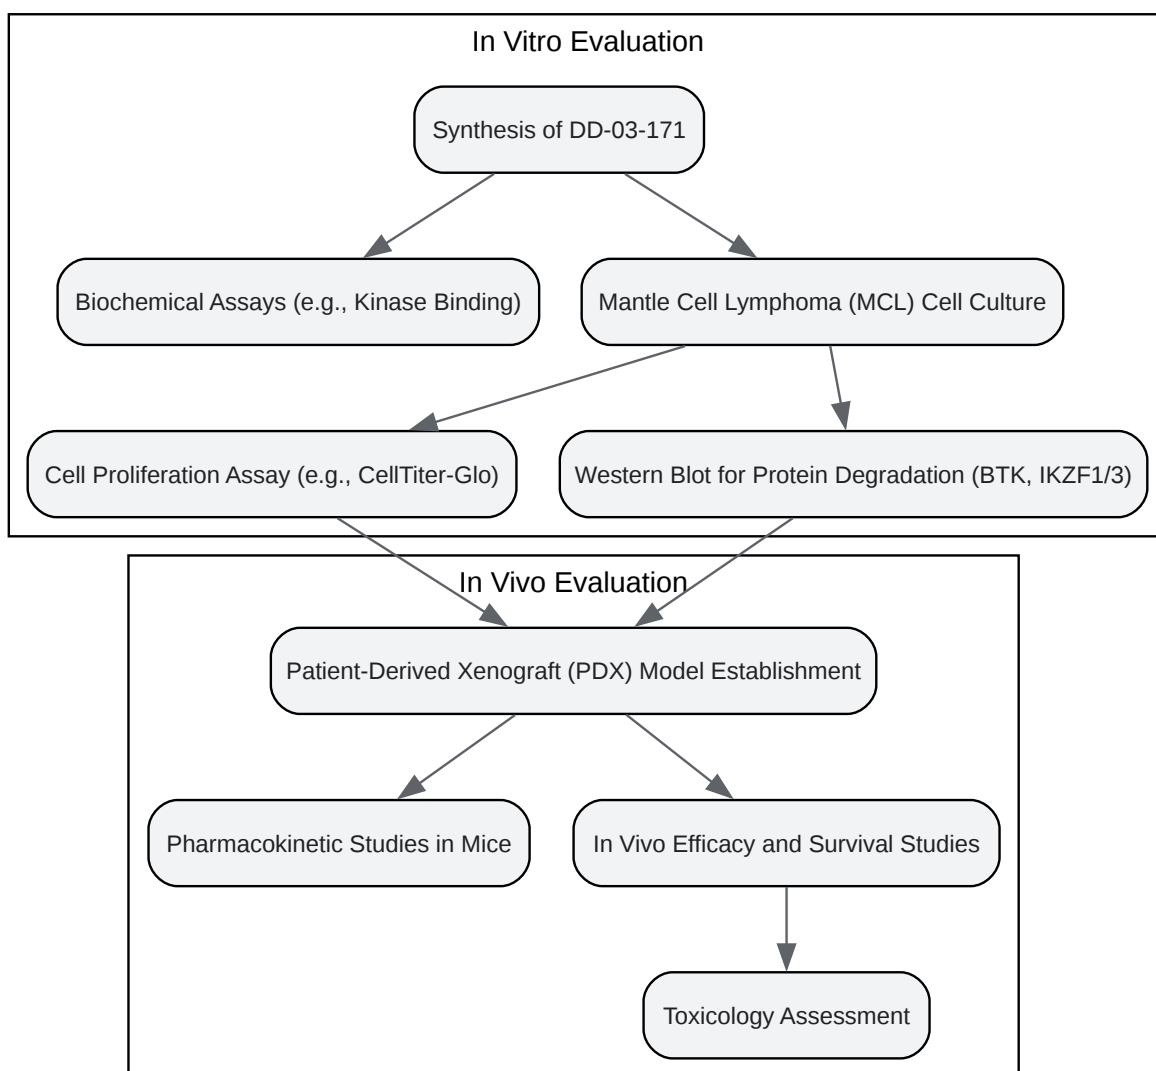 In Vitro Evaluation
Synthesis of DD-03-171
Biochemical Assays (e.g., Kinase Binding)
Mantle Cell Lymphoma (MCL) Cell Culture
Cell Proliferation Assay (e.g., CellTiter-Glo)
Western Blot for Protein Degradation (BTK, IKZF1/3)
In Vivo Evaluation
Patient-Derived Xenograft (PDX) Model Establishment
Pharmacokinetic Studies in Mice
In Vivo Efficacy and Survival Studies
Toxicology Assessment